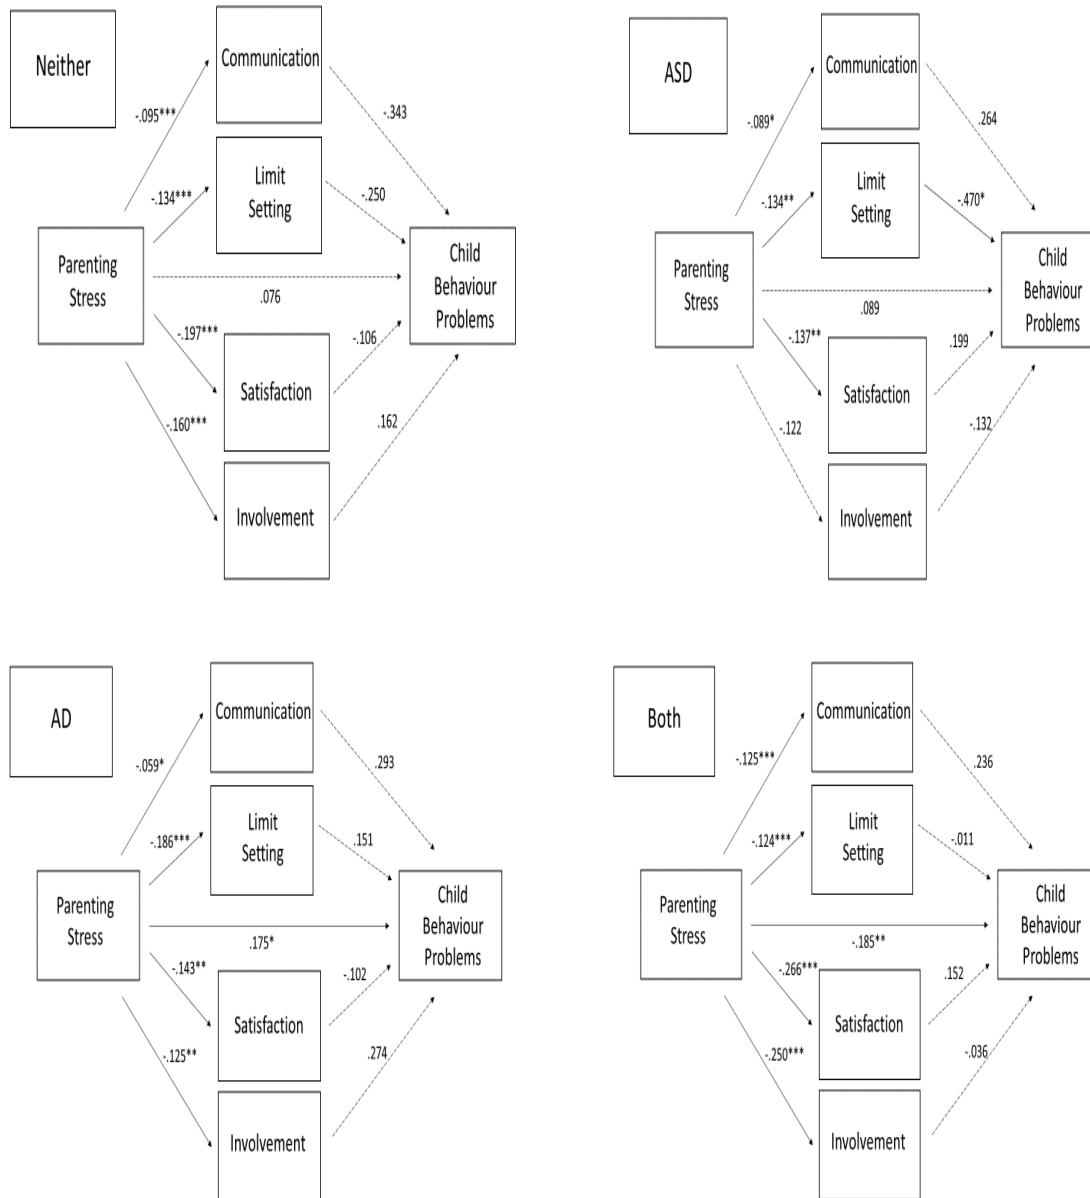 Neither
Communication
-.095***
-.343
Limit
Setting
-.134***
-.250
Parenting
Stress
Child
Behaviour
Problems
.076
-.197***
-.106
Satisfaction
-.160***
.162
Involvement
ASD
Communication
-.089*
.264
Limit
Setting
-.134**
-.470*
Parenting
Stress
Child
Behaviour
Problems
.089
-.137**
.199
Satisfaction
-.122
-.132
Involvement
AD
Communication
-.059*
.293
Limit
Setting
-.186***
.151
Parenting
Stress
Child
Behaviour
Problems
.175*
-.143**
-.102
Satisfaction
-.125**
.274
Involvement
Both
Communication
-.125***
.236
Limit
Setting
-.124***
-.011
Parenting
Stress
Child
Behaviour
Problems
-.185**
-.266***
.152
Satisfaction
-.250***
-.036
Involvement